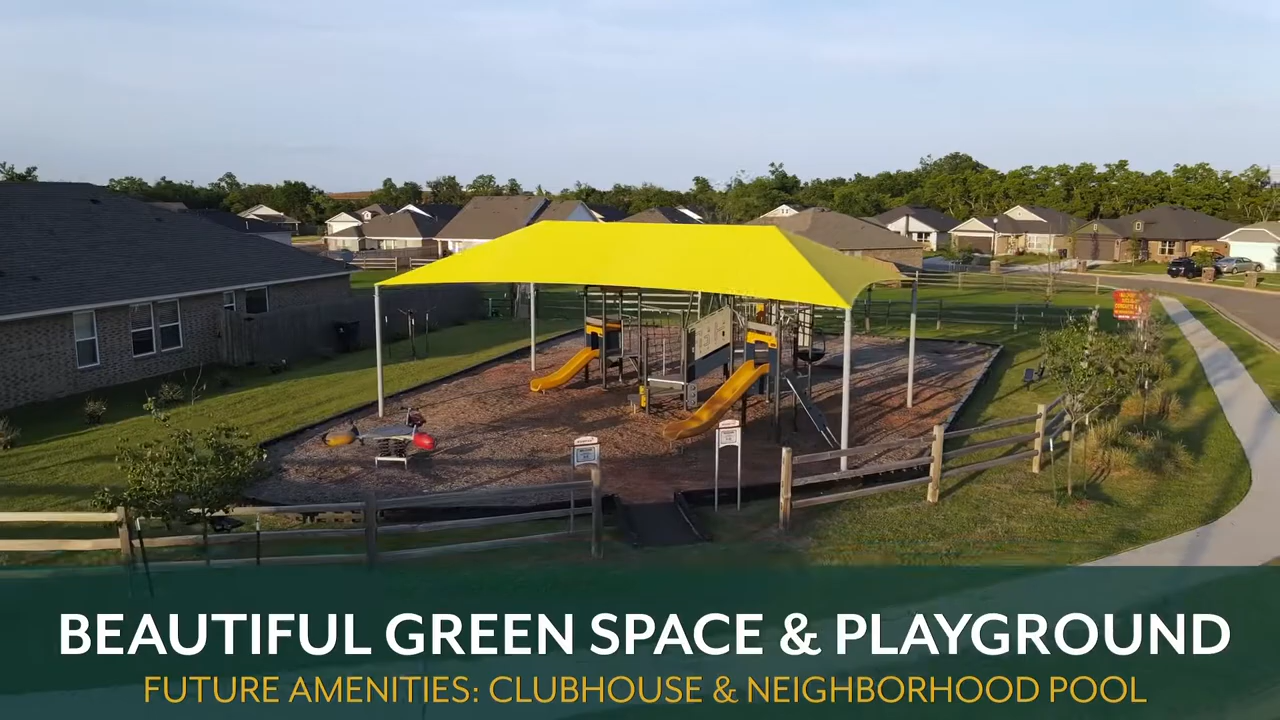 BEAUTIFUL GREEN SPACE & PLAYGROUND
FUTURE AMENITIES: CLUBHOUSE & NEIGHBORHOOD POOL